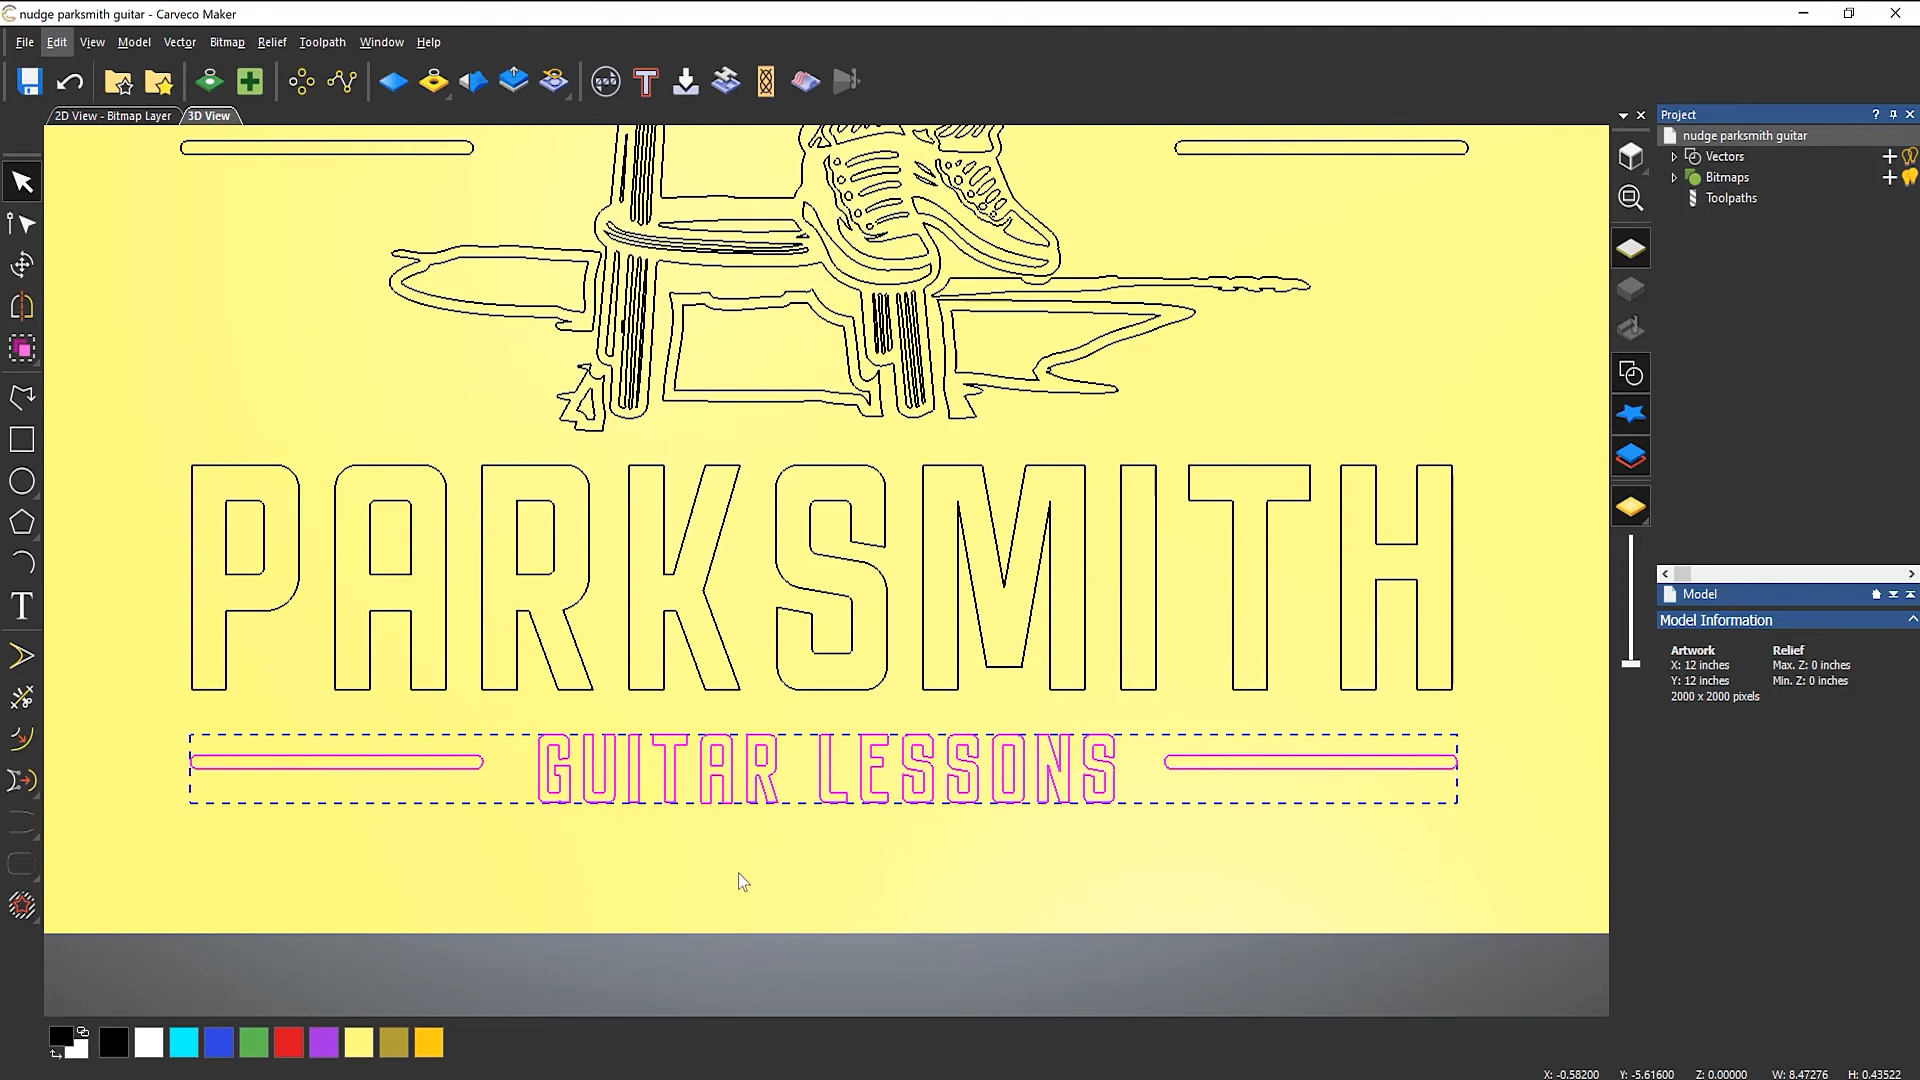 nudge parksmith guitar - Carveco Maker
File Edit View Model Vector Bitmap Relief Toolpath Window Help
2D View - Bitmap Layer 3D View
Project
nudge parksmith guitar
Vectors
Bitmaps
Toolpaths
PARKSMITH
GUITAR LESSONS
Model
Model Information
Artwork Relief
X: 12 inches Max. Z: 0 inches
Y: 12 inches Min. Z: 0 inches
2000 x 2000 pixels
X: -0.58200 Y: -5.61600 Z: 0.00000 W: 8.47276 H: 0.43522